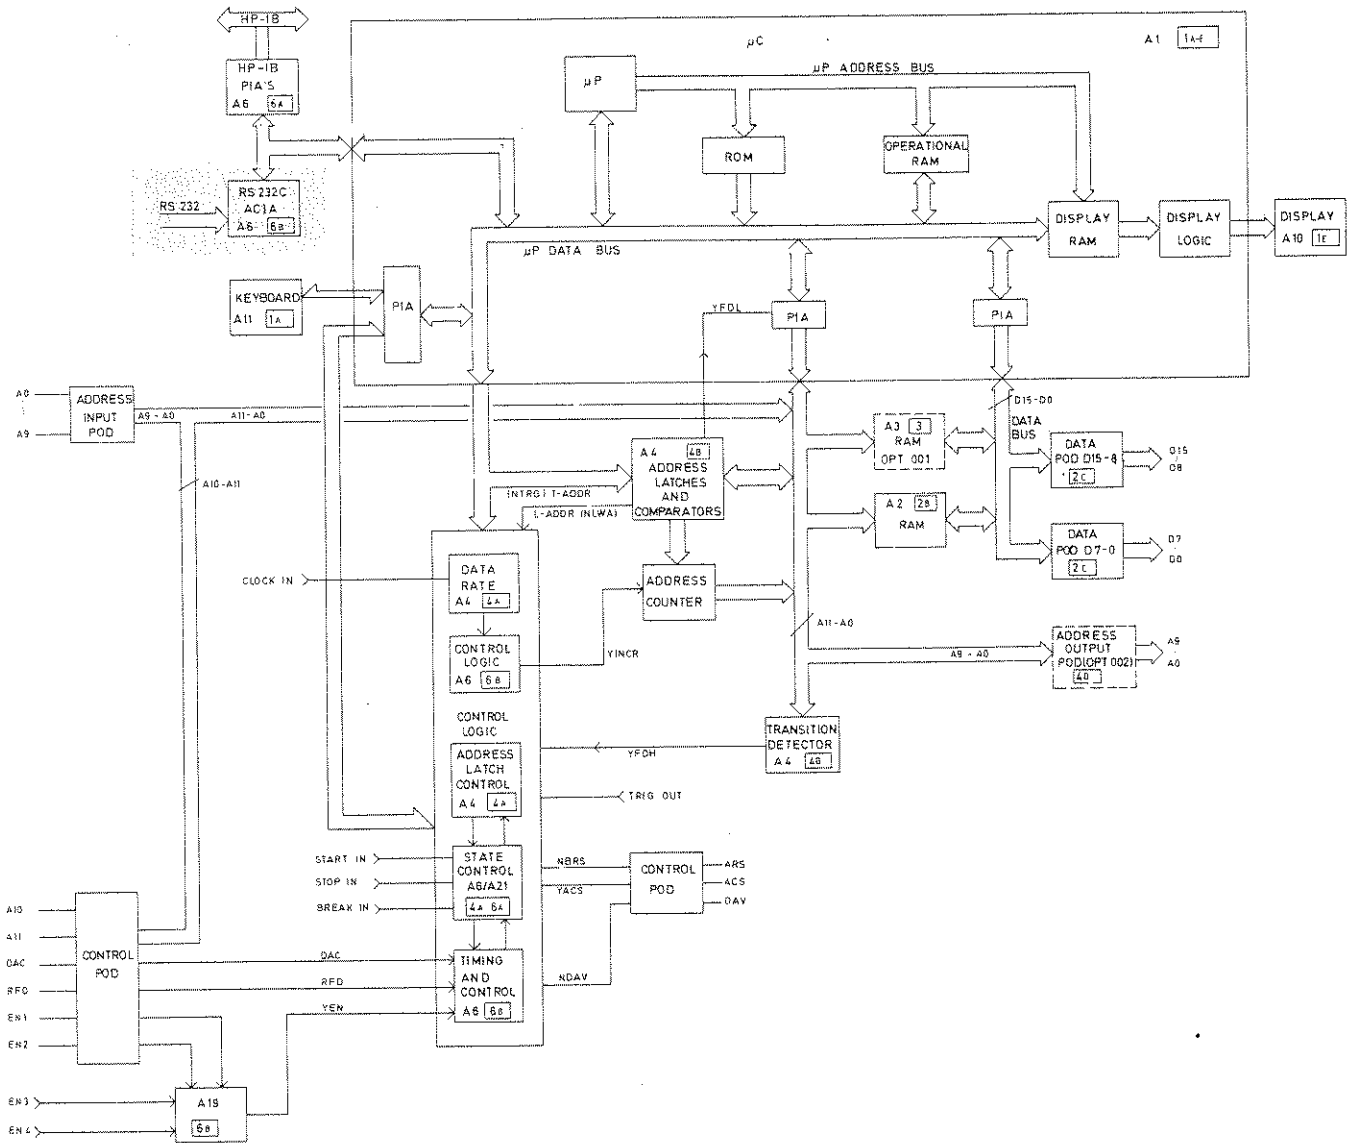 HP-IB
HP-IB
PIA'S
A6 6A
RS232C
ACIA
A6 6B
RS 232
KEYBOARD
A11 1A
PIA
µC
A1 1A-E
µP
µP ADDRESS BUS
ROM
OPERATIONAL
RAM
DISPLAY
RAM
DISPLAY
LOGIC
DISPLAY
A10 1E
µP DATA BUS
YFDL
PIA
PIA
A0
A9
ADDRESS
INPUT
POD
A9 - A0
A11-A0
A10-A11
D15-D0
DATA
BUS
A4 4B
ADDRESS
LATCHES
AND
COMPARATORS
(NTRG) T-ADDR
L-ADDR (NLWA)
A3 3
RAM
OPT 001
A2 2B
RAM
DATA
POD D15-8
2C
D15
D8
DATA
POD D7-0
2C
D7
D0
CLOCK IN
DATA
RATE
A4 4A
CONTROL
LOGIC
A6 6B
YINCR
ADDRESS
COUNTER
A11-A0
A9 - A0
ADDRESS
OUTPUT
POD(OPT 002)
4D
A9
A0
CONTROL
LOGIC
ADDRESS
LATCH
CONTROL
A4 4A
YFDH
TRANSITION
DETECTOR
A4 4B
TRIG OUT
START IN
STOP IN
BREAK IN
STATE
CONTROL
A6/A21
4A 6A
NBRS
YACS
CONTROL
POD
ARS
ACS
DAV
A10
A11
DAC
RFD
EN1
EN2
CONTROL
POD
DAC
RFD
YEN
TIMING
AND
CONTROL
A6 6B
NDAV
EN3
EN4
A19
6B